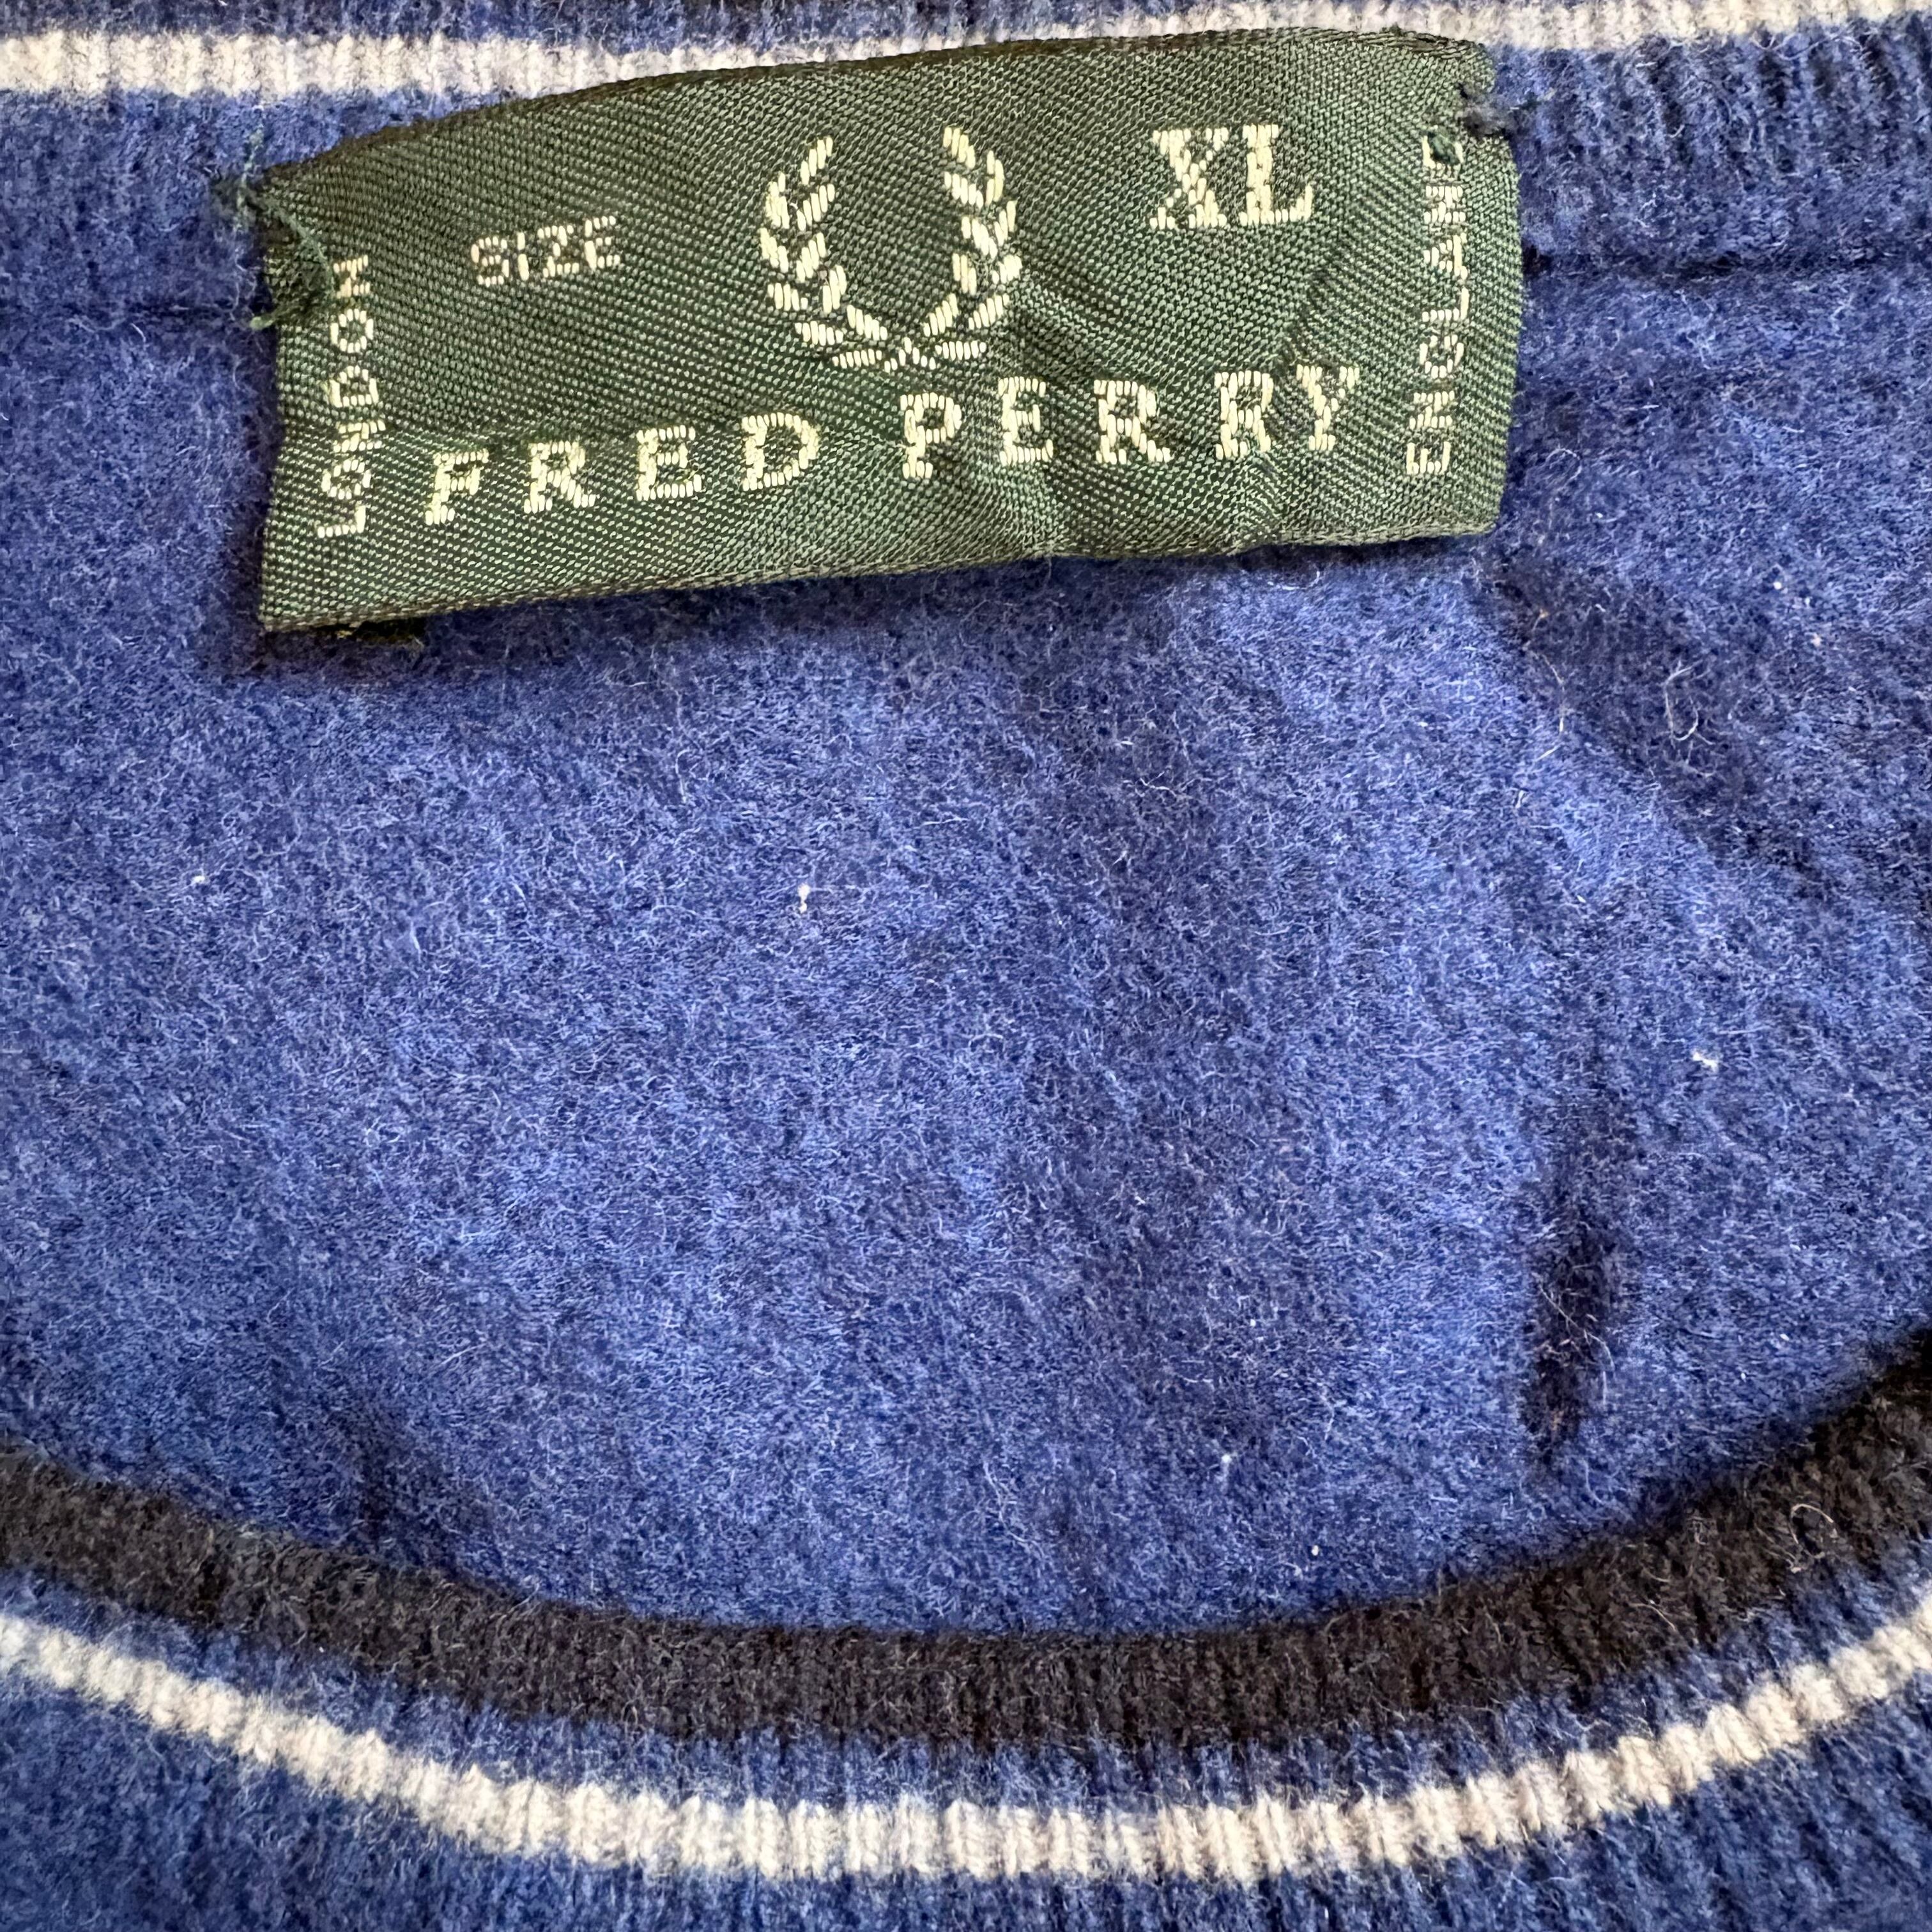 SIZE XL
LONDON
FRED PERRY
ENGLAND